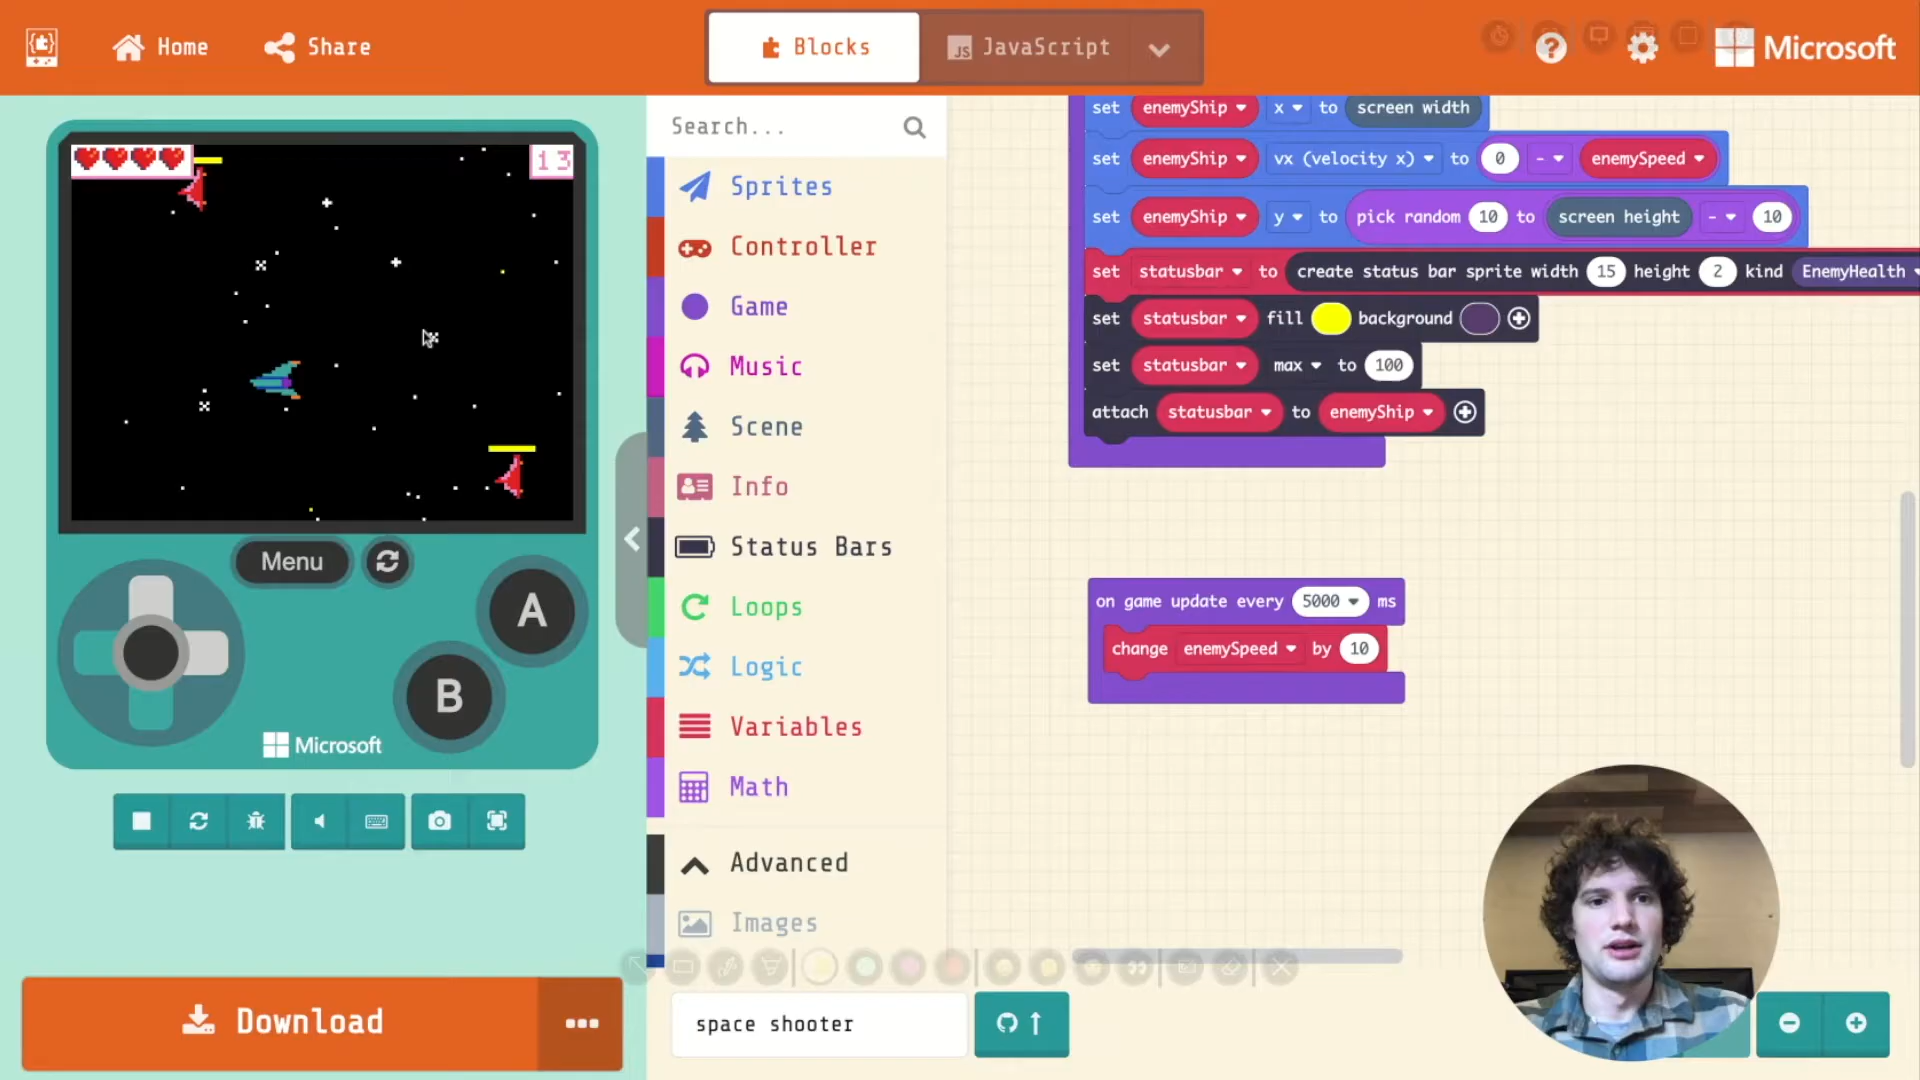 Home
Share
Blocks
JS JavaScript
?
Microsoft
13
Menu
A
B
Microsoft
Download
Search...
Sprites
Controller
Game
Music
Scene
Info
Status Bars
Loops
Logic
Variables
Math
Advanced
Images
space shooter
set enemyShip x to screen width
set enemyShip vx (velocity x) to 0 - enemySpeed
set enemyShip y to pick random 10 to screen height - 10
set statusbar to create status bar sprite width 15 height 2 kind EnemyHealth
set statusbar fill background
set statusbar max to 100
attach statusbar to enemyShip
on game update every 5000 ms
change enemySpeed by 10